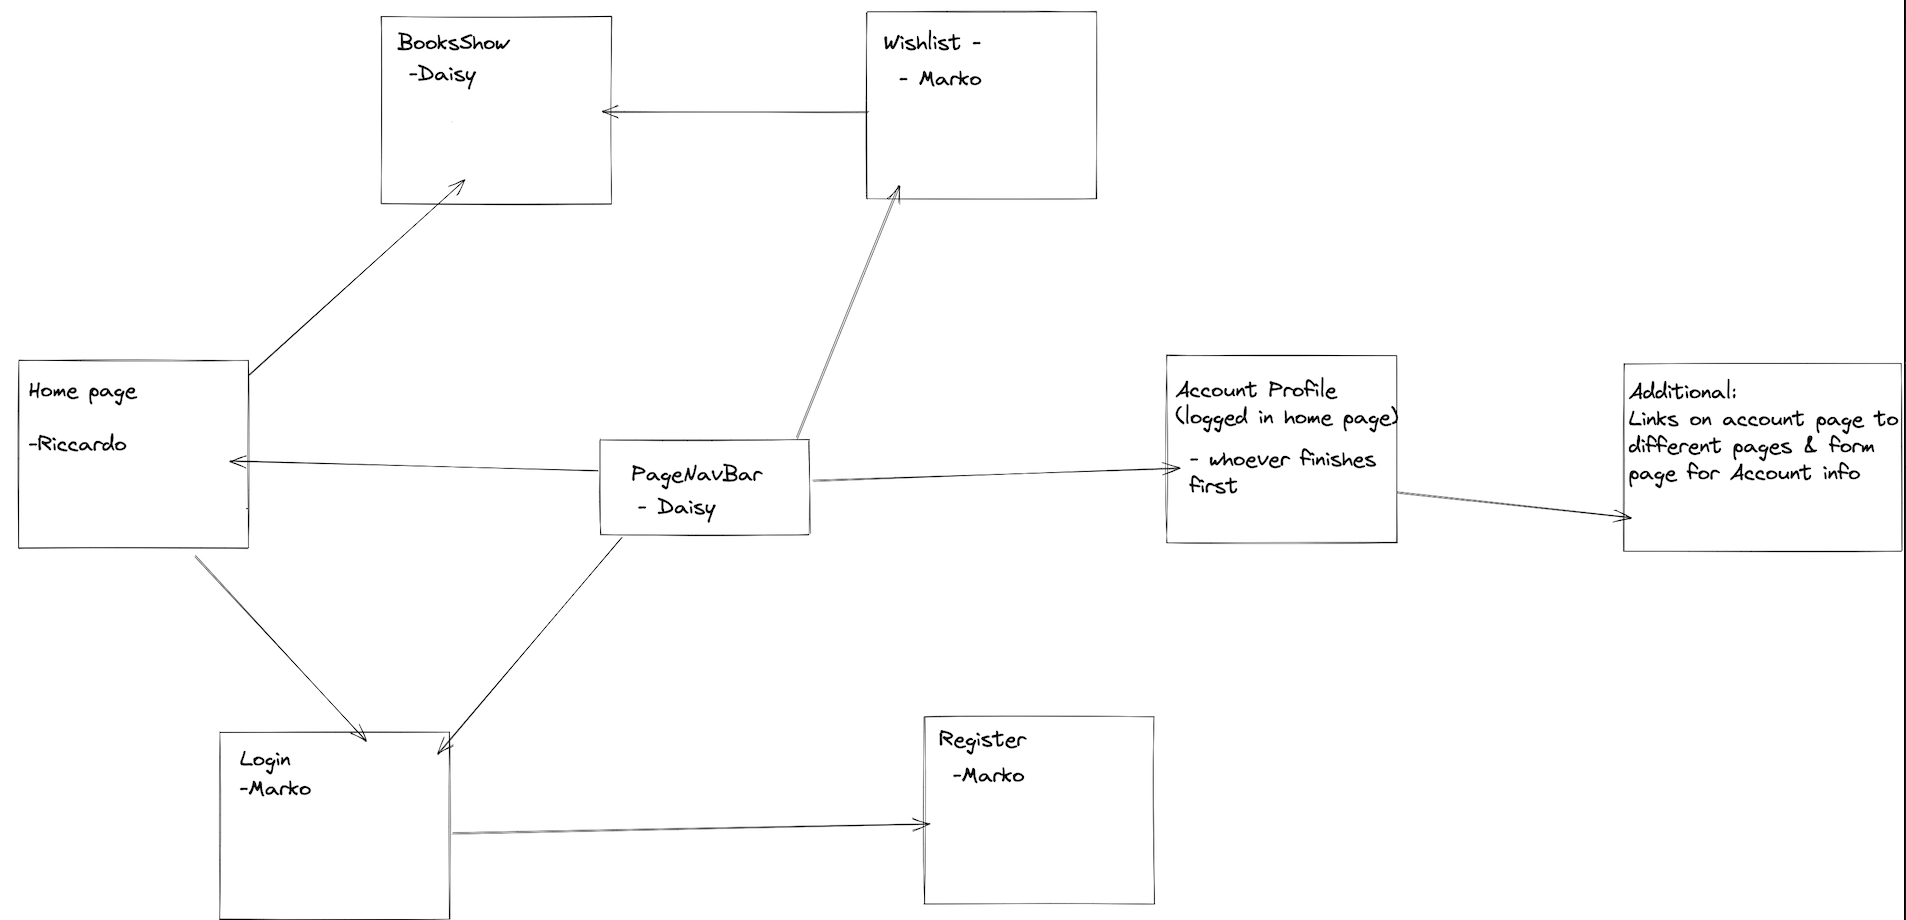 BooksShow
-Daisy
Wishlist -
- Marko
Home page
-Riccardo
PageNavBar
- Daisy
Account Profile
(logged in home page)
- whoever finishes
first
Additional:
Links on account page to
different pages & form
page for Account info
Login
-Marko
Register
-Marko